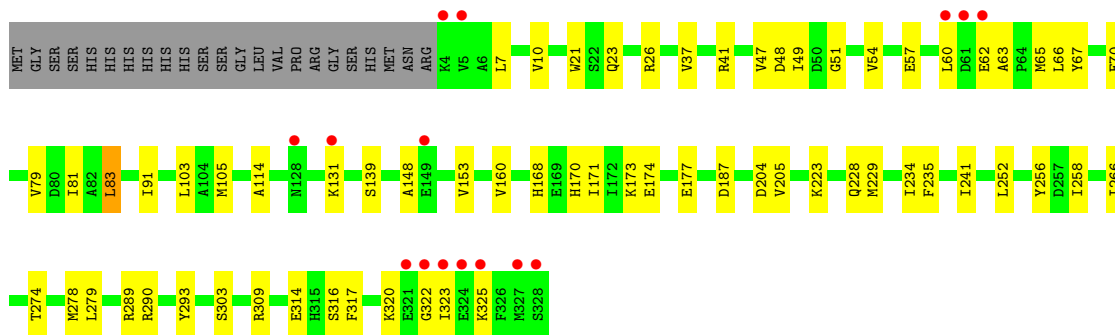 MET GLY SER SER HIS HIS HIS HIS HIS HIS SER SER GLY LEU VAL PRO ARG GLY SER HIS MET ASN ARG K4 V5 A6 L7 V10 W21 S22 Q23 R26 V37 R41 V47 D48 I49 D50 G51 V54 E57 L60 D61 E62 A63 P64 M65 L66 Y67
V79 D80 I81 A82 L83 I91 L103 A104 M105 A114 N128 K131 S139 A148 E149 V153 V160 H168 E169 H170 I171 I172 K173 E174 E177 D187 D204 V205 K223 Q228 M229 I234 F235 I241 L252 Y256 D257 I258
T274 M278 L279 R289 R290 Y293 S303 R309 E314 H315 S316 F317 K320 E321 G322 I323 E324 K325 F326 M327 S328